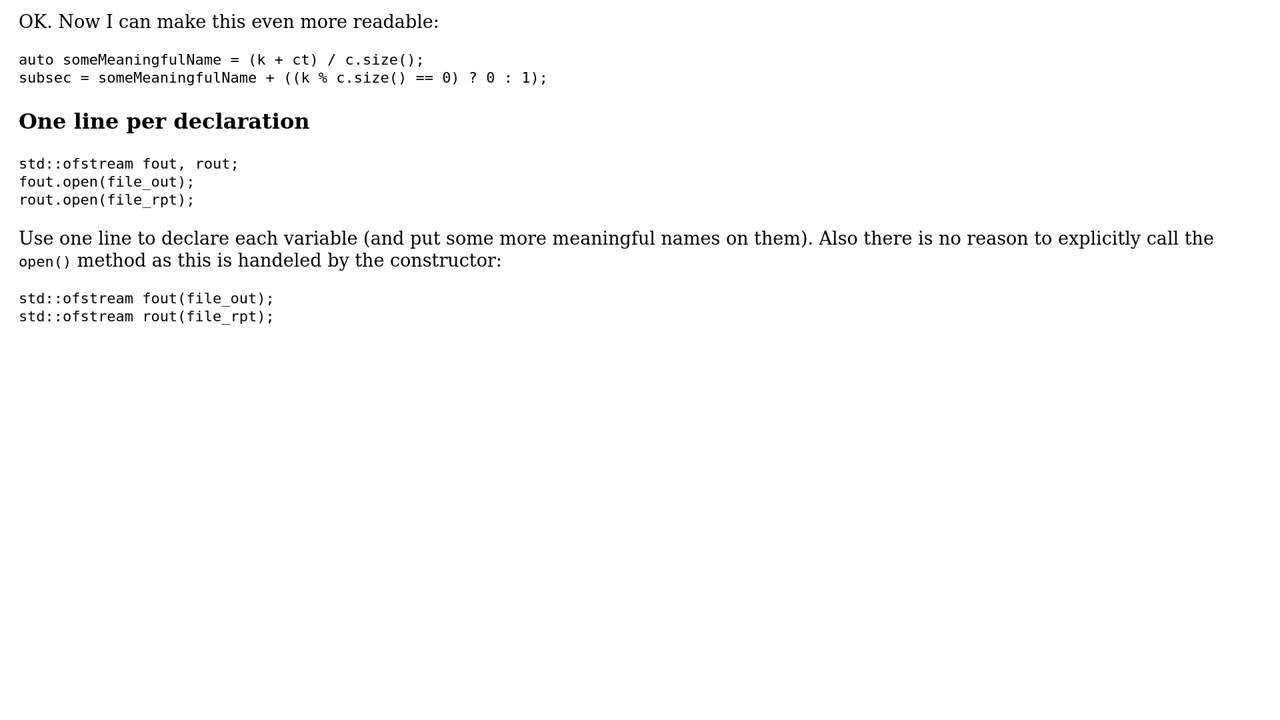 OK. Now I can make this even more readable:
auto someMeaningfulName = (k + ct) / c.size();
subsec = someMeaningfulName + ((k % c.size() == 0) ? 0 : 1);
One line per declaration
std::ofstream fout, rout;
fout.open(file_out);
rout.open(file_rpt);
Use one line to declare each variable (and put some more meaningful names on them). Also there is no reason to explicitly call the
open() method as this is handeled by the constructor:
std::ofstream fout(file_out);
std::ofstream rout(file_rpt);